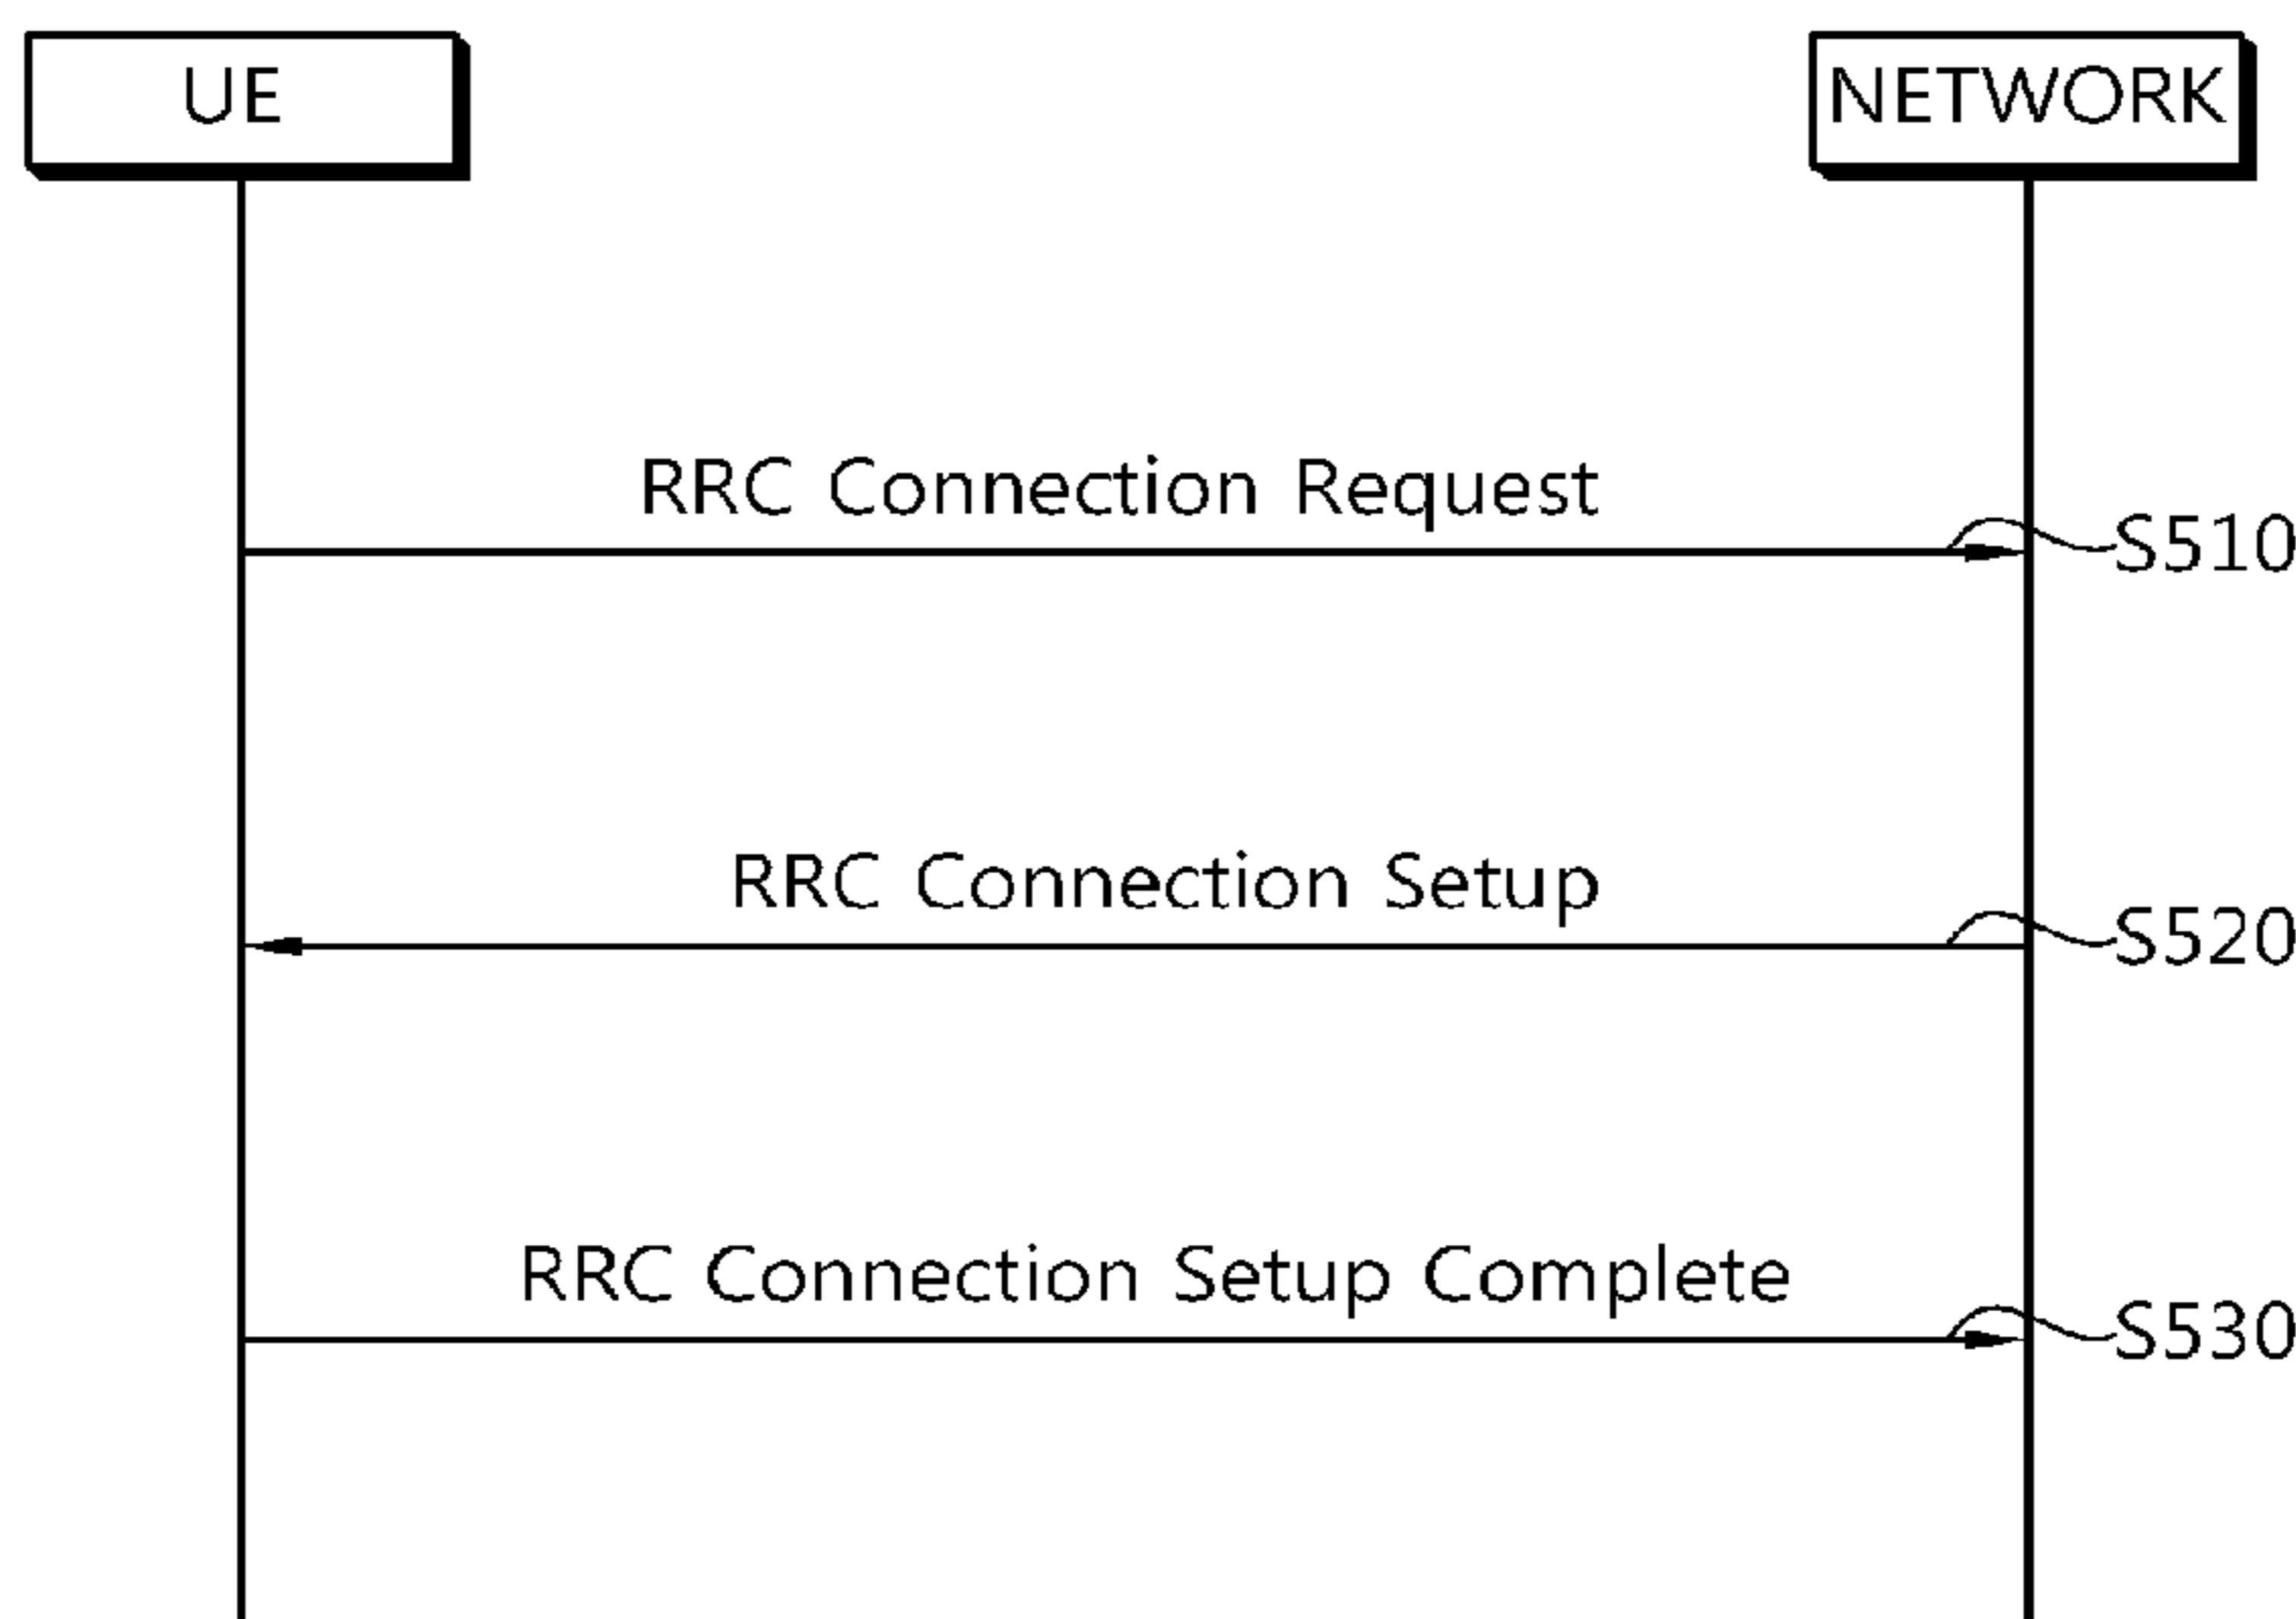 UE
NETWORK
RRC Connection Request
S510
RRC Connection Setup
S520
RRC Connection Setup Complete
S530